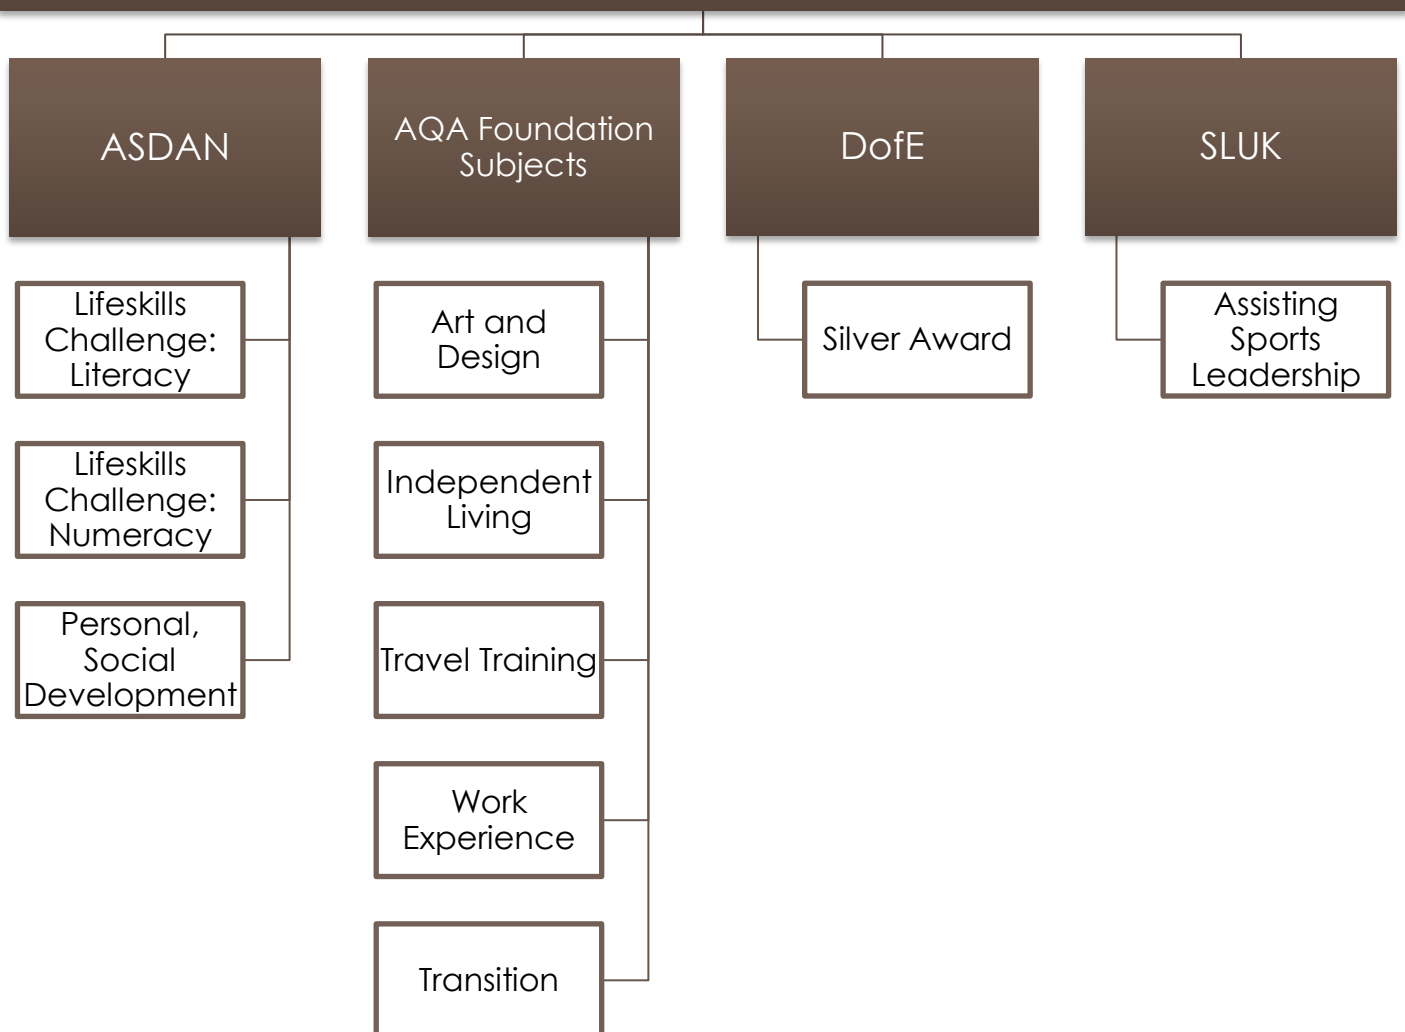 ASDAN
AQA Foundation
Subjects
DofE
SLUK
Lifeskills
Challenge:
Literacy
Lifeskills
Challenge:
Numeracy
Personal,
Social
Development
Art and
Design
Independent
Living
Travel Training
Work
Experience
Transition
Silver Award
Assisting
Sports
Leadership